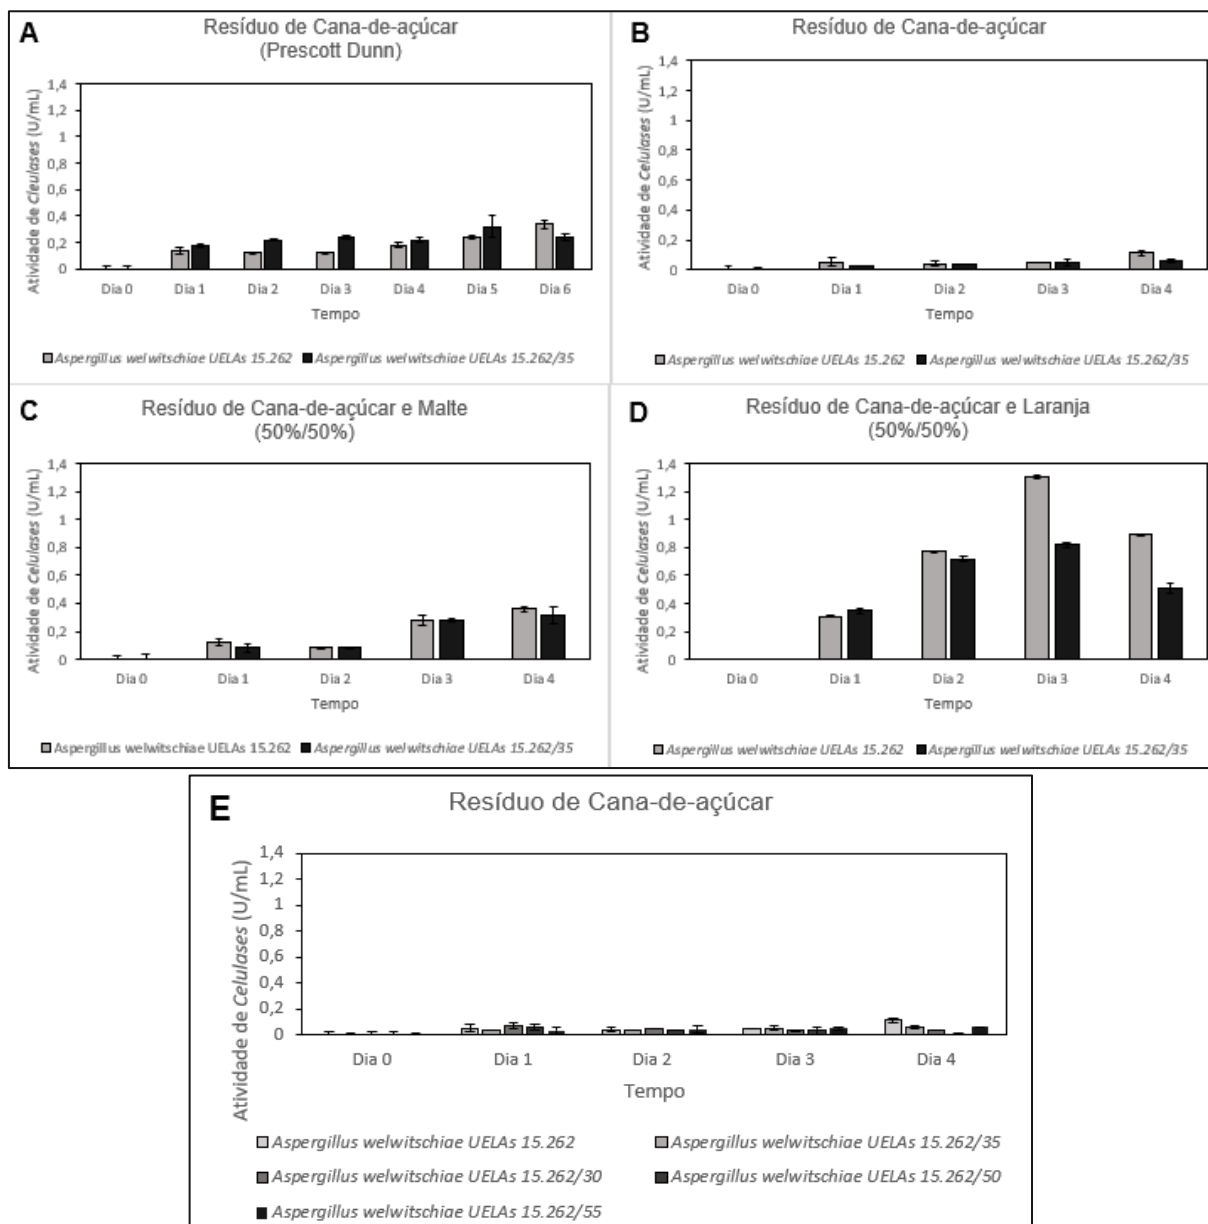 A
Resíduo de Cana-de-açúcar
(Prescott Dunn)
Atividade de Cleulases (U/mL)
1,4
1,2
1
0,8
0,6
0,4
0,2
0
Dia 0 Dia 1 Dia 2 Dia 3 Dia 4 Dia 5 Dia 6
Tempo
Aspergillus welwitschiae UELAs 15.262 Aspergillus welwitschiae UELAs 15.262/35
B
Resíduo de Cana-de-açúcar
Atividade de Celulases (U/mL)
1,4
1,2
1
0,8
0,6
0,4
0,2
0
Dia 0 Dia 1 Dia 2 Dia 3 Dia 4
Tempo
Aspergillus welwitschiae UELAs 15.262 Aspergillus welwitschiae UELAs 15.262/35
C
Resíduo de Cana-de-açúcar e Malte
(50%/50%)
Atividade de Celulases (U/mL)
1,4
1,2
1
0,8
0,6
0,4
0,2
0
Dia 0 Dia 1 Dia 2 Dia 3 Dia 4
Tempo
Aspergillus welwitschiae UELAs 15.262 Aspergillus welwitschiae UELAs 15.262/35
D
Resíduo de Cana-de-açúcar e Laranja
(50%/50%)
Atividade de Celulases (U/mL)
1,4
1,2
1
0,8
0,6
0,4
0,2
0
Dia 0 Dia 1 Dia 2 Dia 3 Dia 4
Tempo
Aspergillus welwitschiae UELAs 15.262 Aspergillus welwitschiae UELAs 15.262/35
E
Resíduo de Cana-de-açúcar
Atividade de Celulases (U/mL)
1,4
1,2
1
0,8
0,6
0,4
0,2
0
Dia 0 Dia 1 Dia 2 Dia 3 Dia 4
Tempo
Aspergillus welwitschiae UELAs 15.262 Aspergillus welwitschiae UELAs 15.262/35
Aspergillus welwitschiae UELAs 15.262/30 Aspergillus welwitschiae UELAs 15.262/50
Aspergillus welwitschiae UELAs 15.262/55